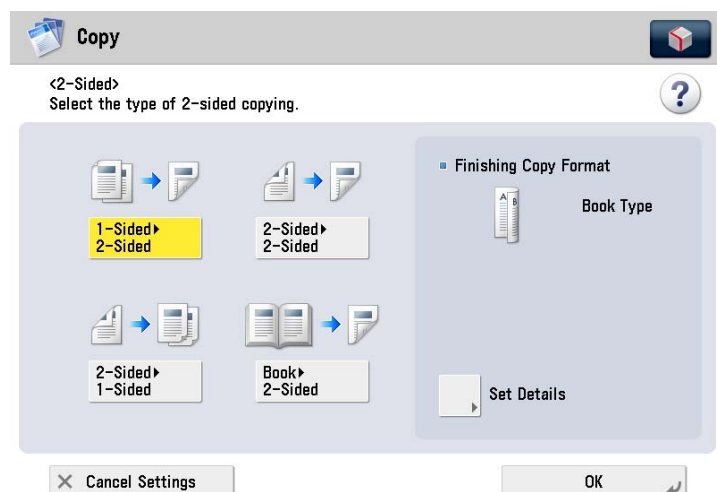 Copy
<2-Sided>
Select the type of 2-sided copying.
?
1-Sided▸
2-Sided
2-Sided▸
2-Sided
2-Sided▸
1-Sided
Book▸
2-Sided
Finishing Copy Format
A B
Book Type
Set Details
× Cancel Settings
OK